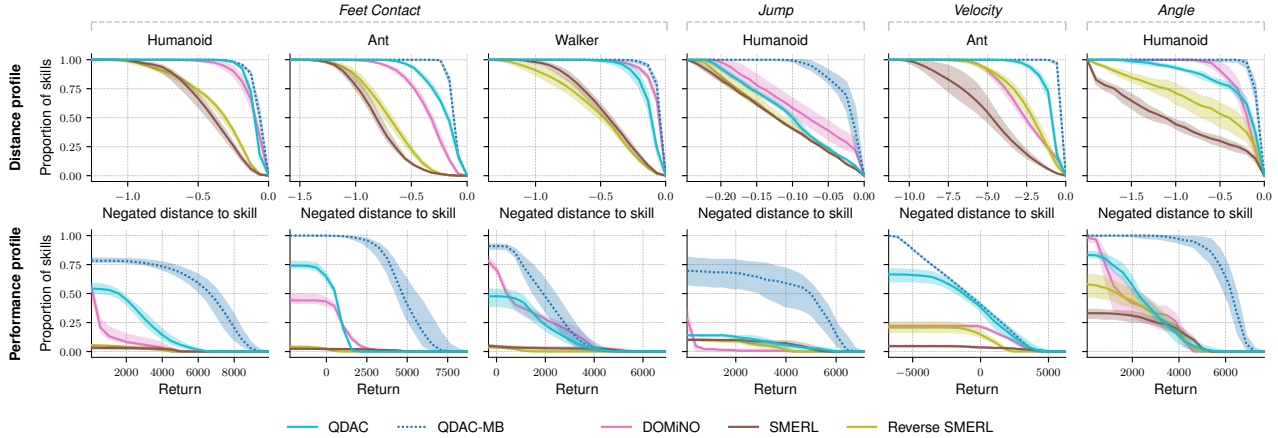 Feet Contact Jump Velocity Angle
Humanoid Ant Walker Humanoid Ant Humanoid
Distance profile
Proportion of skills
1.00
0.75
0.50
0.25
0.00
−1.0 −0.5 0.0 −1.5 −1.0 −0.5 0.0 −1.0 −0.5 0.0 −0.20 −0.15 −0.10 −0.05 0.00 −10.0 −7.5 −5.0 −2.5 0.0 −1.5 −1.0 −0.5 0.0
Negated distance to skill Negated distance to skill Negated distance to skill Negated distance to skill Negated distance to skill Negated distance to skill
Performance profile
Proportion of skills
1.00
0.75
0.50
0.25
0.00
2000 4000 6000 8000 0 2500 5000 7500 0 2000 4000 6000 2000 4000 6000 −5000 0 5000 2000 4000 6000
Return Return Return Return Return Return
QDAC QDAC-MB DOMiNO SMERL Reverse SMERL